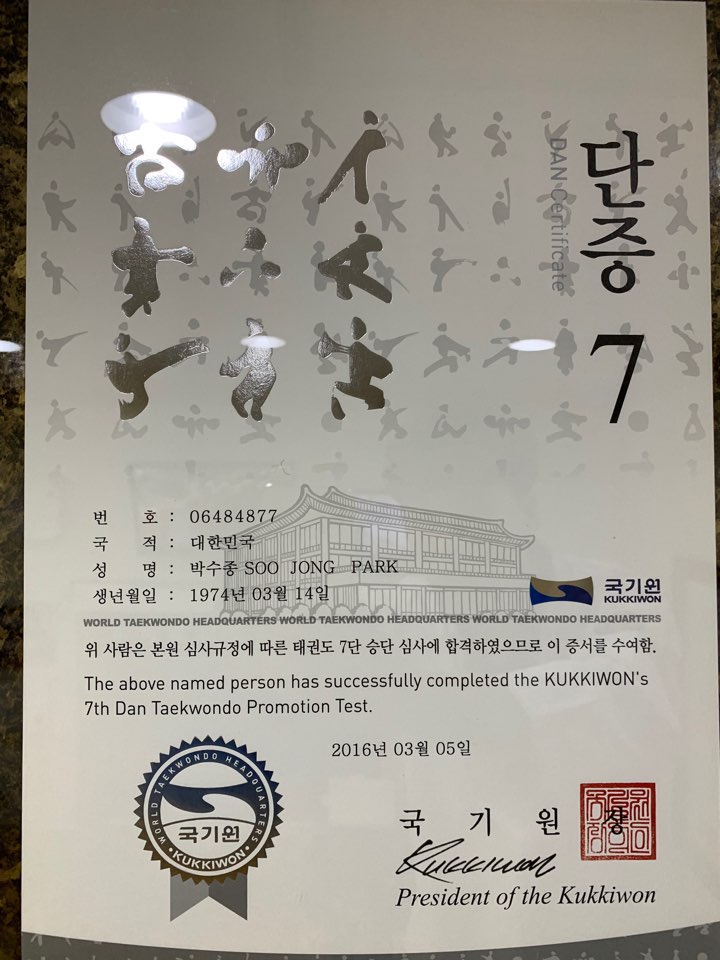 단증 7
DAN Certificate
번 호 : 06484877
국 적 : 대한민국
성 명 : 박수종 SOO JONG PARK
생년월일 : 1974년 03월 14일
국기원
KUKKIWON
WORLD TAEKWONDO HEADQUARTERS WORLD TAEKWONDO HEADQUARTERS WORLD TAEKWONDO HEADQUARTERS
위 사람은 본원 심사규정에 따른 태권도 7단 승단 심사에 합격하였으므로 이 증서를 수여함.
The above named person has successfully completed the KUKKIWON's
7th Dan Taekwondo Promotion Test.
2016년 03월 05일
WORLD TAEKWONDO HEADQUARTERS
국기원
KUKKIWON
국 기 원 장
Kukkiwon
President of the Kukkiwon